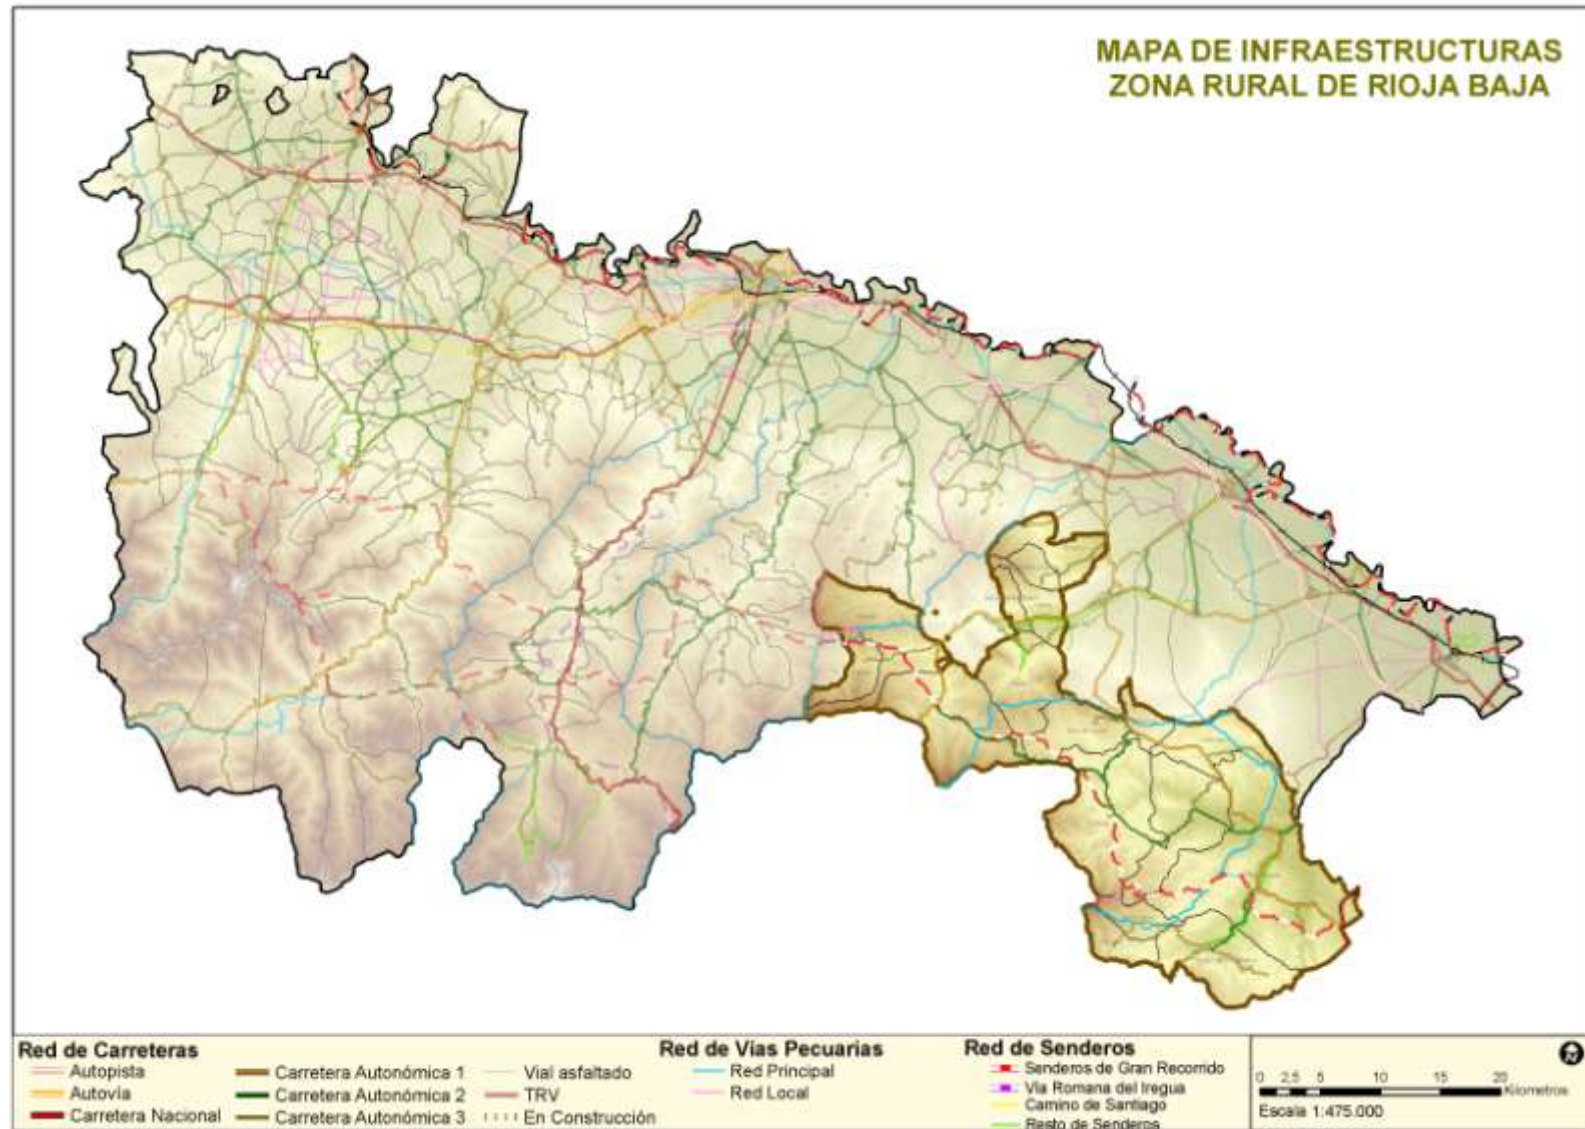 MAPA DE INFRAESTRUCTURAS
ZONA RURAL DE RIOJA BAJA
Red de Carreteras
Autopista
Autovía
Carretera Nacional
Carretera Autonómica 1
Carretera Autonómica 2
Carretera Autonómica 3
Vial asfaltado
TRV
En Construcción
Red de Vias Pecuarias
Red Principal
Red Local
Red de Senderos
Senderos de Gran Recorrido
Vía Romana del Iregua
Camino de Santiago
Resto de Senderos
0 2,5 5 10 15 20
Kilometros
Escala 1:475.000